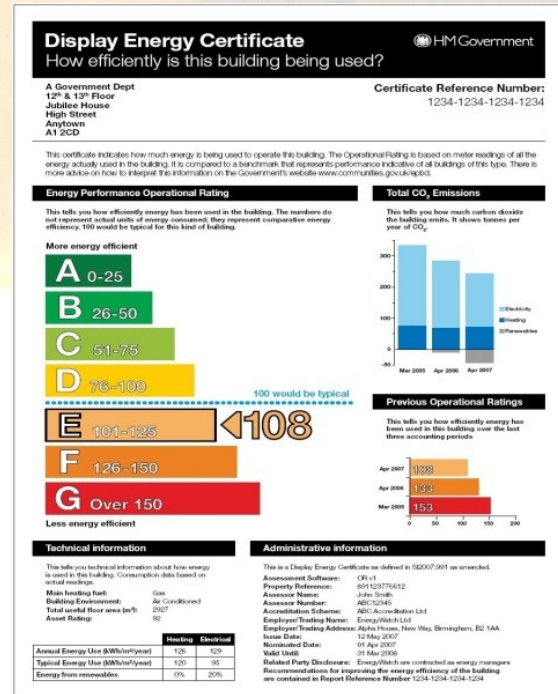 Display Energy Certificate
How efficiently is this building being used?
HM Government
A Government Dept
12th & 13th Floor
Jubilee House
High Street
Anytown
A1 2CD
Certificate Reference Number:
1234-1234-1234-1234
This certificate indicates how much energy is being used to operate this building. The Operational Rating is based on meter readings of all the
energy actually used in the building. It is compared to a benchmark that represents performance indicative of all buildings of this type. There is
more advice on how to interpret this information on the Government's website www.communities.gov.uk/epbd.
Energy Performance Operational Rating
This tells you how efficiently energy has been used in the building. The numbers do
not represent actual units of energy consumed; they represent comparative energy
efficiency. 100 would be typical for this kind of building.
More energy efficient
A 0-25
B 26-50
C 51-75
D 76-100
100 would be typical
E 101-125
108
F 126-150
G Over 150
Less energy efficient
Total CO2 Emissions
This tells you how much carbon dioxide
the building emits. It shows tonnes per
year of CO2.
300
200
100
0
-50
Electricity
Heating
Renewables
Mar 2005 Apr 2006 Apr 2007
Previous Operational Ratings
This tells you how efficiently energy has
been used in this building over the last
three accounting periods
Apr 2007 108
Apr 2006 133
Mar 2005 153
0 50 100 150 200
Technical information
This tells you technical information about how energy
is used in this building. Consumption data based on
actual readings.
Main heating fuel: Gas
Building Environment: Air Conditioned
Total useful floor area (m²): 2927
Asset Rating: 92
Heating Electrical
Annual Energy Use (kWh/m²/year) 126 129
Typical Energy Use (kWh/m²/year) 120 95
Energy from renewables 0% 20%
Administrative information
This is a Display Energy Certificate as defined in SI2007:991 as amended.
Assessment Software: OR v1
Property Reference: 891123776612
Assessor Name: John Smith
Assessor Number: ABC12345
Accreditation Scheme: ABC Accreditation Ltd
Employer/Trading Name: EnergyWatch Ltd
Employer/Trading Address: Alpha House, New Way, Birmingham, B2 1AA
Issue Date: 12 May 2007
Nominated Date: 01 Apr 2007
Valid Until: 31 Mar 2008
Related Party Disclosure: EnergyWatch are contracted as energy managers
Recommendations for improving the energy efficiency of the building
are contained in Report Reference Number 1234-1234-1234-1234